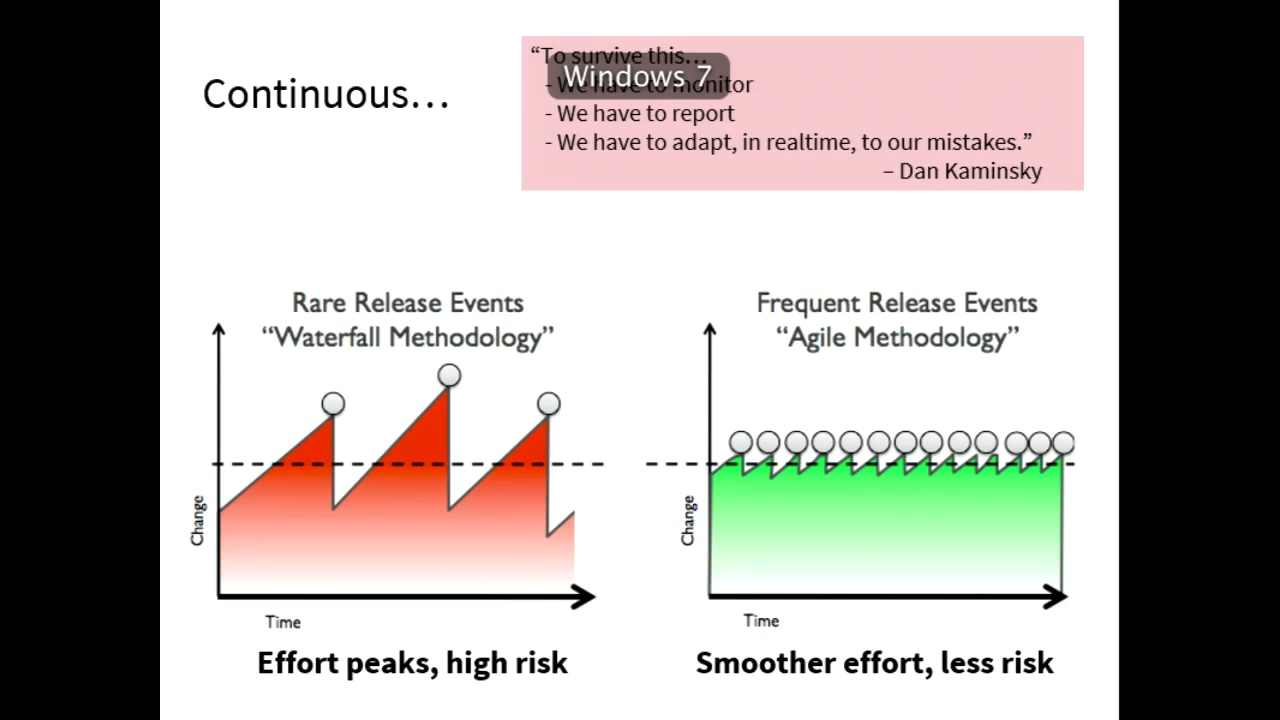 Continuous…
“To survive this…
Windows 7
- We have to monitor
- We have to report
- We have to adapt, in realtime, to our mistakes.”
– Dan Kaminsky
Rare Release Events
“Waterfall Methodology”
Change
Time
Effort peaks, high risk
Frequent Release Events
“Agile Methodology”
Change
Time
Smoother effort, less risk